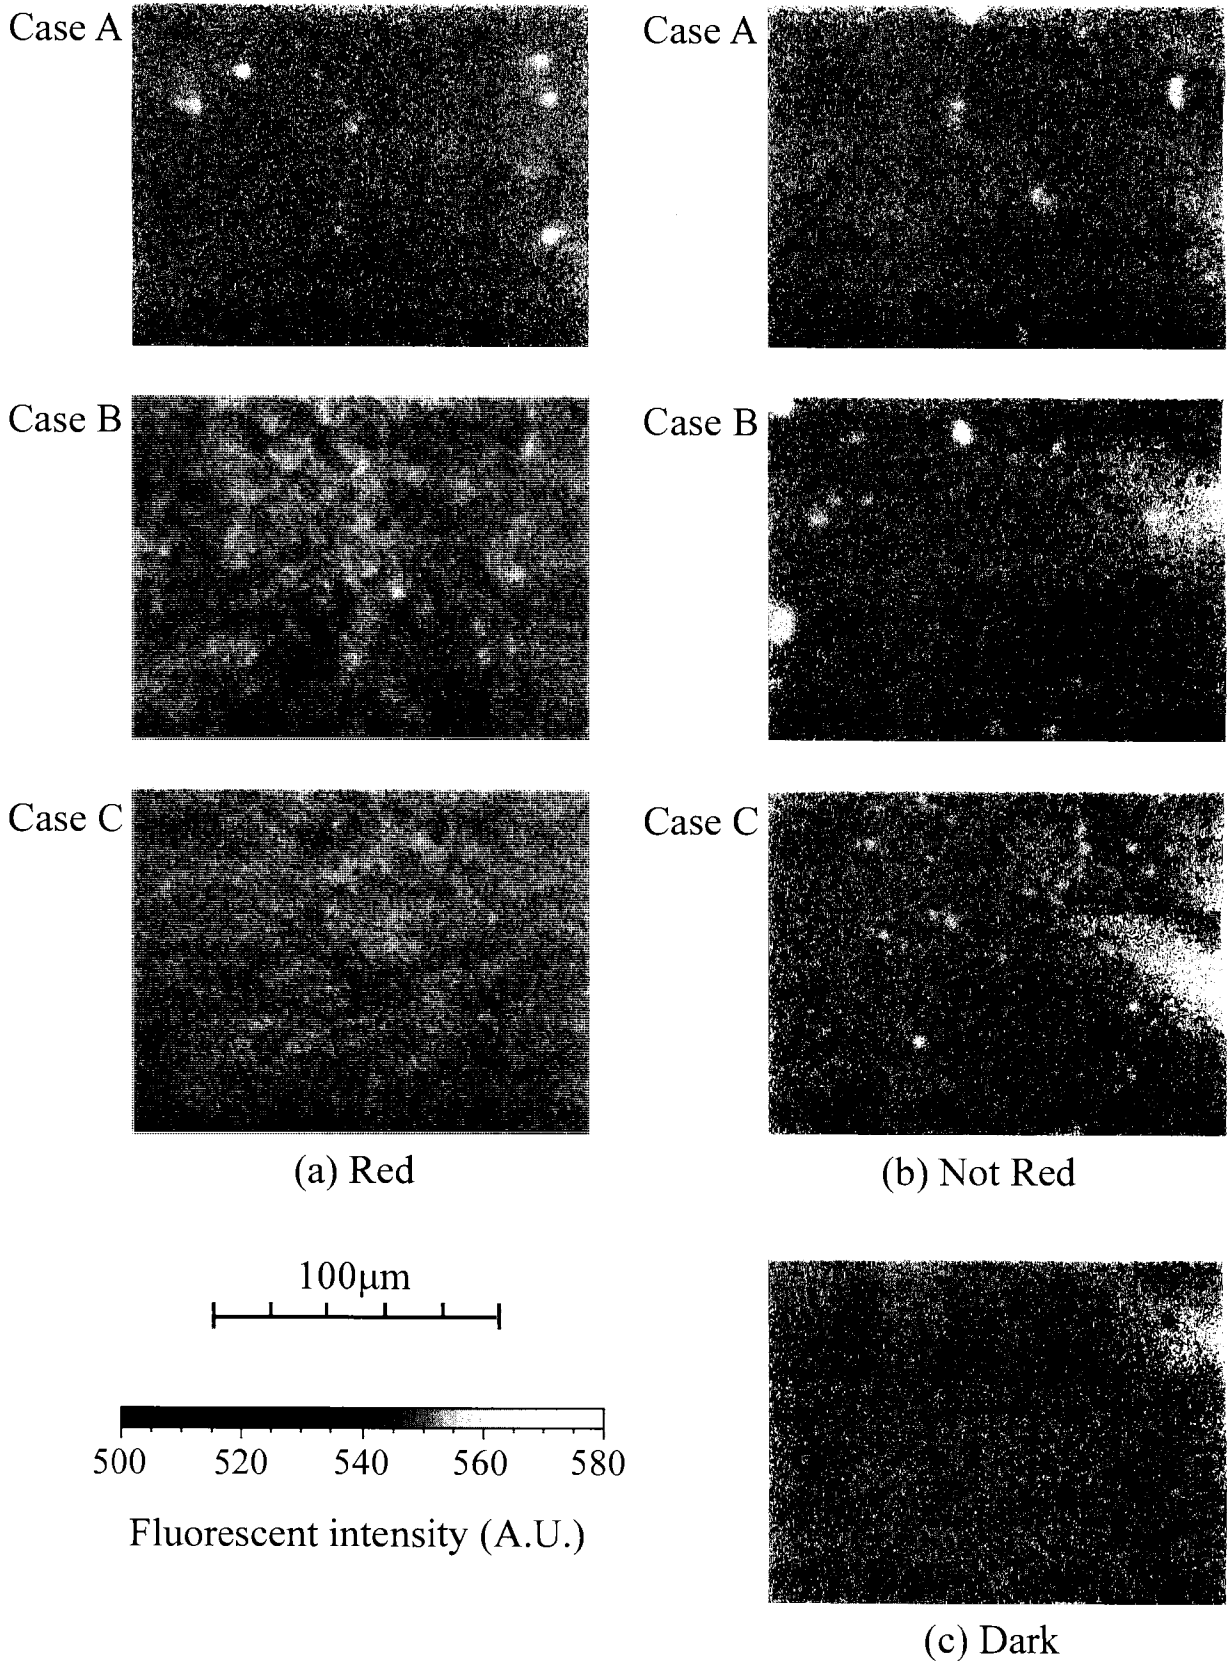 Case A
Case A
Case B
Case B
Case C
Case C
(a) Red
(b) Not Red
100μm
500 520 540 560 580
Fluorescent intensity (A.U.)
(c) Dark